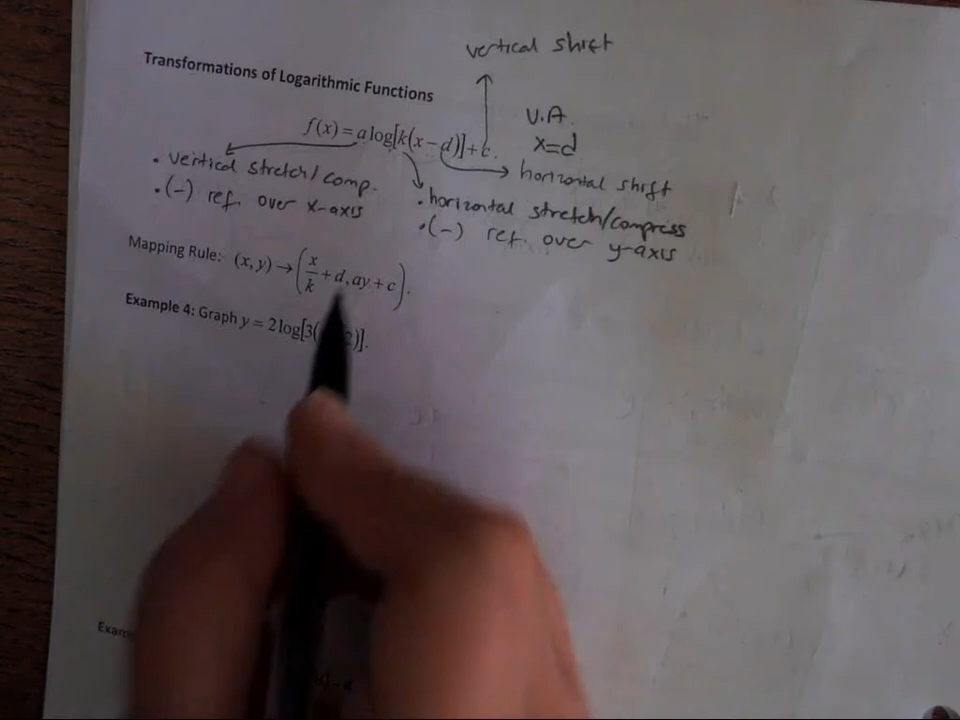 vertical shift
Transformations of Logarithmic Functions
f(x) = a log[k(x-d)]+c.
V.A.
x=d
• vertical stretch/comp.
•(-) ref. over x-axis
horizontal shift
• horizontal stretch/compress
•(-) ref. over y-axis
Mapping Rule: (x, y) → (x/k + d, ay + c).
Example 4: Graph y = 2log[3( 2)].